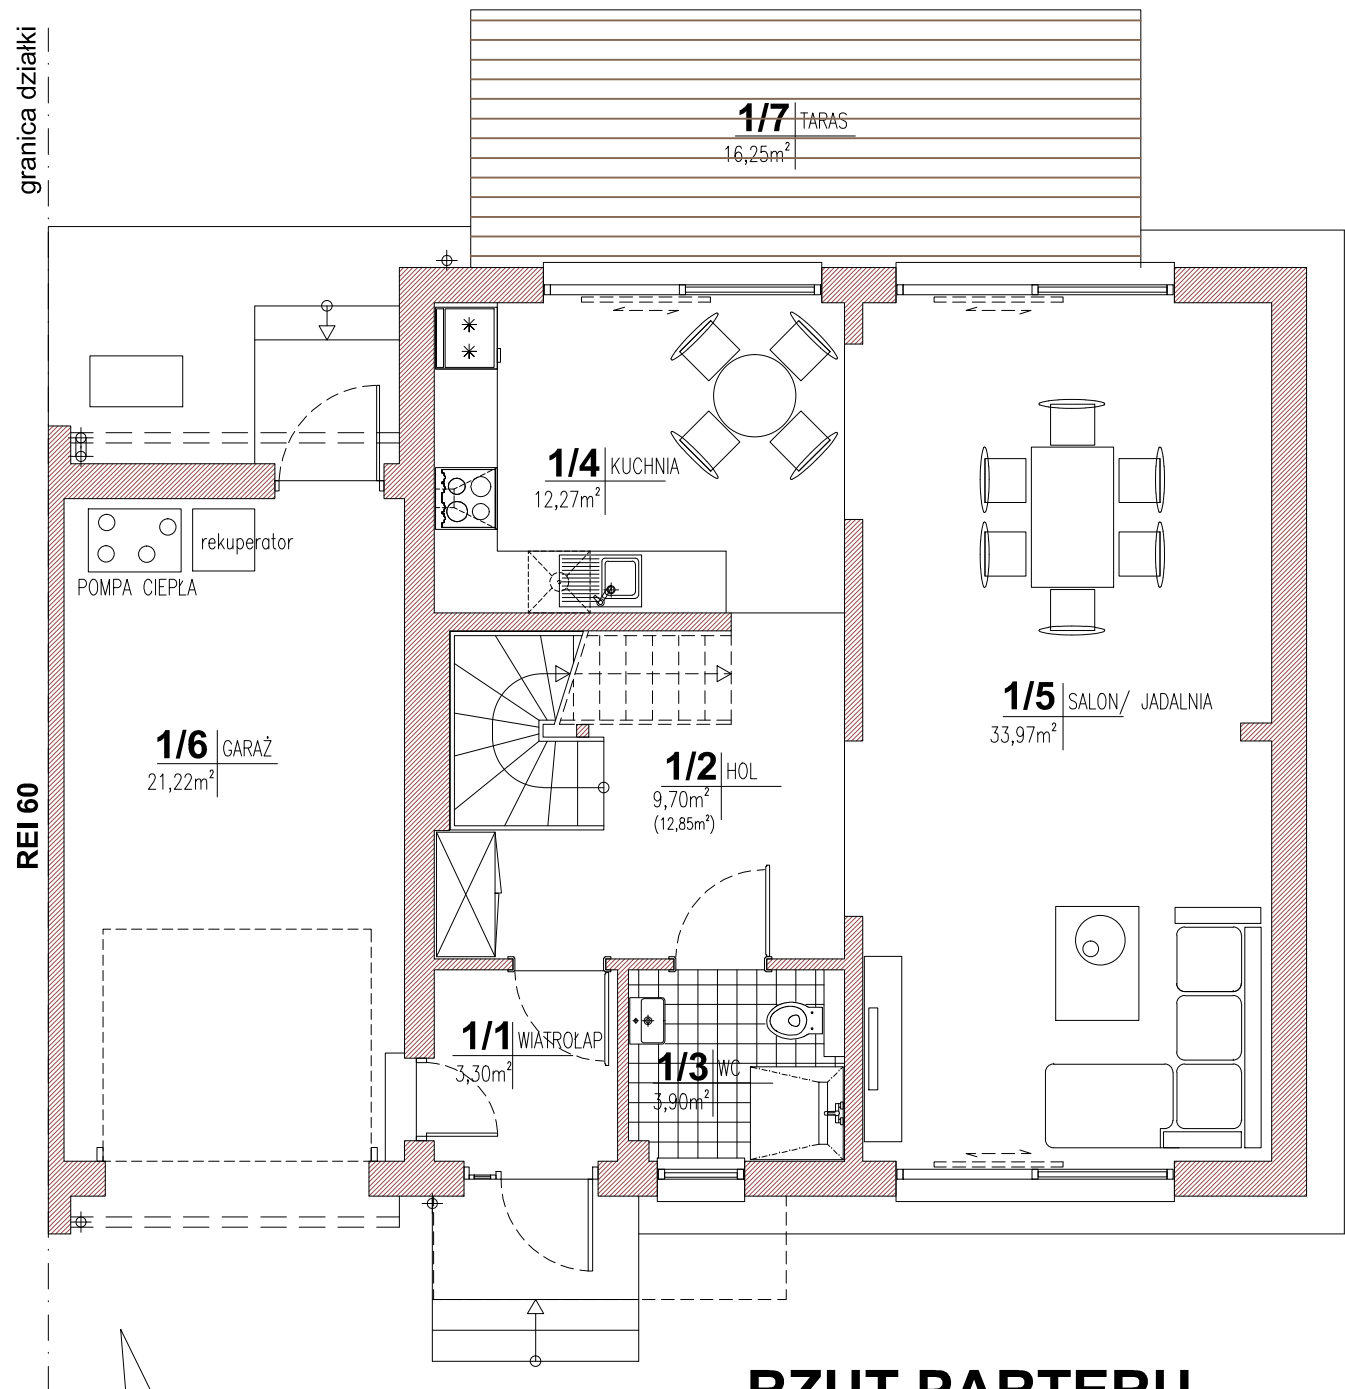 granica działki
1/7 TARAS
16,25m²
1/4 KUCHNIA
12,27m²
rekuperator
POMPA CIEPŁA
1/5 SALON/ JADALNIA
33,97m²
1/6 GARAŻ
21,22m²
1/2 HOL
9,70m²
(12,85m²)
REI 60
1/1 WIATROŁAP
3,30m²
1/3 WC
3,90m²
RZUT PARTERU